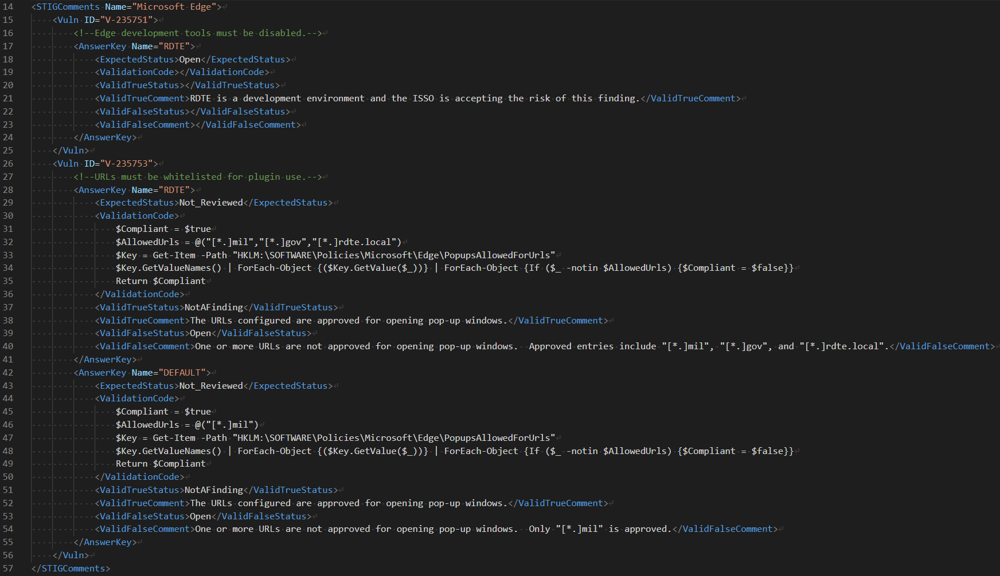 14 <STIGComments Name="Microsoft Edge">
15     <Vuln ID="V-235751">
16         <!--Edge development tools must be disabled.-->
17         <AnswerKey Name="RDTE">
18             <ExpectedStatus>Open</ExpectedStatus>
19             <ValidationCode></ValidationCode>
20             <ValidTrueStatus></ValidTrueStatus>
21             <ValidTrueComment>RDTE is a development environment and the ISSO is accepting the risk of this finding.</ValidTrueComment>
22             <ValidFalseStatus></ValidFalseStatus>
23             <ValidFalseComment></ValidFalseComment>
24         </AnswerKey>
25     </Vuln>
26     <Vuln ID="V-235753">
27         <!--URLs must be whitelisted for plugin use.-->
28         <AnswerKey Name="RDTE">
29             <ExpectedStatus>Not_Reviewed</ExpectedStatus>
30             <ValidationCode>
31                 $Compliant = $true
32                 $AllowedUrls = @("[*.]mil","[*.]gov","[*.]rdte.local")
33                 $Key = Get-Item -Path "HKLM:\SOFTWARE\Policies\Microsoft\Edge\PopupsAllowedForUrls"
34                 $Key.GetValueNames() | ForEach-Object {($Key.GetValue($_))} | ForEach-Object {If ($_ -notin $AllowedUrls) {$Compliant = $false}}
35                 Return $Compliant
36             </ValidationCode>
37             <ValidTrueStatus>NotAFinding</ValidTrueStatus>
38             <ValidTrueComment>The URLs configured are approved for opening pop-up windows.</ValidTrueComment>
39             <ValidFalseStatus>Open</ValidFalseStatus>
40             <ValidFalseComment>One or more URLs are not approved for opening pop-up windows.  Approved entries include "[*.]mil", "[*.]gov", and "[*.]rdte.local".</ValidFalseComment>
41         </AnswerKey>
42         <AnswerKey Name="DEFAULT">
43             <ExpectedStatus>Not_Reviewed</ExpectedStatus>
44             <ValidationCode>
45                 $Compliant = $true
46                 $AllowedUrls = @("[*.]mil")
47                 $Key = Get-Item -Path "HKLM:\SOFTWARE\Policies\Microsoft\Edge\PopupsAllowedForUrls"
48                 $Key.GetValueNames() | ForEach-Object {($Key.GetValue($_))} | ForEach-Object {If ($_ -notin $AllowedUrls) {$Compliant = $false}}
49                 Return $Compliant
50             </ValidationCode>
51             <ValidTrueStatus>NotAFinding</ValidTrueStatus>
52             <ValidTrueComment>The URLs configured are approved for opening pop-up windows.</ValidTrueComment>
53             <ValidFalseStatus>Open</ValidFalseStatus>
54             <ValidFalseComment>One or more URLs are not approved for opening pop-up windows.  Only "[*.]mil" is approved.</ValidFalseComment>
55         </AnswerKey>
56     </Vuln>
57 </STIGComments>